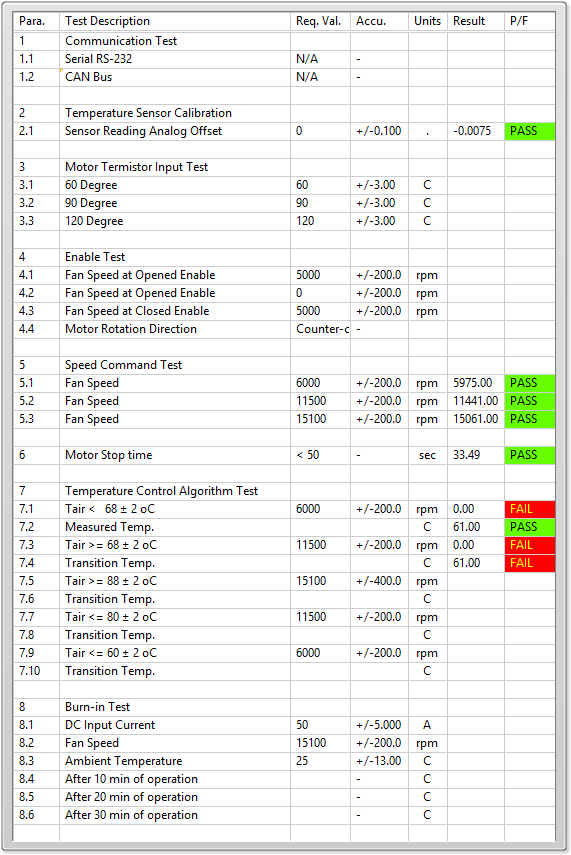 Para. Test Description Req. Val. Accu. Units Result P/F
1 Communication Test
1.1 Serial RS-232 N/A -
1.2 CAN Bus N/A -
2 Temperature Sensor Calibration
2.1 Sensor Reading Analog Offset 0 +/-0.100 . -0.0075 PASS
3 Motor Termistor Input Test
3.1 60 Degree 60 +/-3.00 C
3.2 90 Degree 90 +/-3.00 C
3.3 120 Degree 120 +/-3.00 C
4 Enable Test
4.1 Fan Speed at Opened Enable 5000 +/-200.0 rpm
4.2 Fan Speed at Opened Enable 0 +/-200.0 rpm
4.3 Fan Speed at Closed Enable 5000 +/-200.0 rpm
4.4 Motor Rotation Direction Counter-c -
5 Speed Command Test
5.1 Fan Speed 6000 +/-200.0 rpm 5975.00 PASS
5.2 Fan Speed 11500 +/-200.0 rpm 11441.00 PASS
5.3 Fan Speed 15100 +/-200.0 rpm 15061.00 PASS
6 Motor Stop time < 50 - sec 33.49 PASS
7 Temperature Control Algorithm Test
7.1 Tair < 68 ± 2 oC 6000 +/-200.0 rpm 0.00 FAIL
7.2 Measured Temp. C 61.00 PASS
7.3 Tair >= 68 ± 2 oC 11500 +/-200.0 rpm 0.00 FAIL
7.4 Transition Temp. C 61.00 FAIL
7.5 Tair >= 88 ± 2 oC 15100 +/-400.0 rpm
7.6 Transition Temp. C
7.7 Tair <= 80 ± 2 oC 11500 +/-200.0 rpm
7.8 Transition Temp. C
7.9 Tair <= 60 ± 2 oC 6000 +/-200.0 rpm
7.10 Transition Temp. C
8 Burn-in Test
8.1 DC Input Current 50 +/-5.000 A
8.2 Fan Speed 15100 +/-200.0 rpm
8.3 Ambient Temperature 25 +/-13.00 C
8.4 After 10 min of operation - C
8.5 After 20 min of operation - C
8.6 After 30 min of operation - C